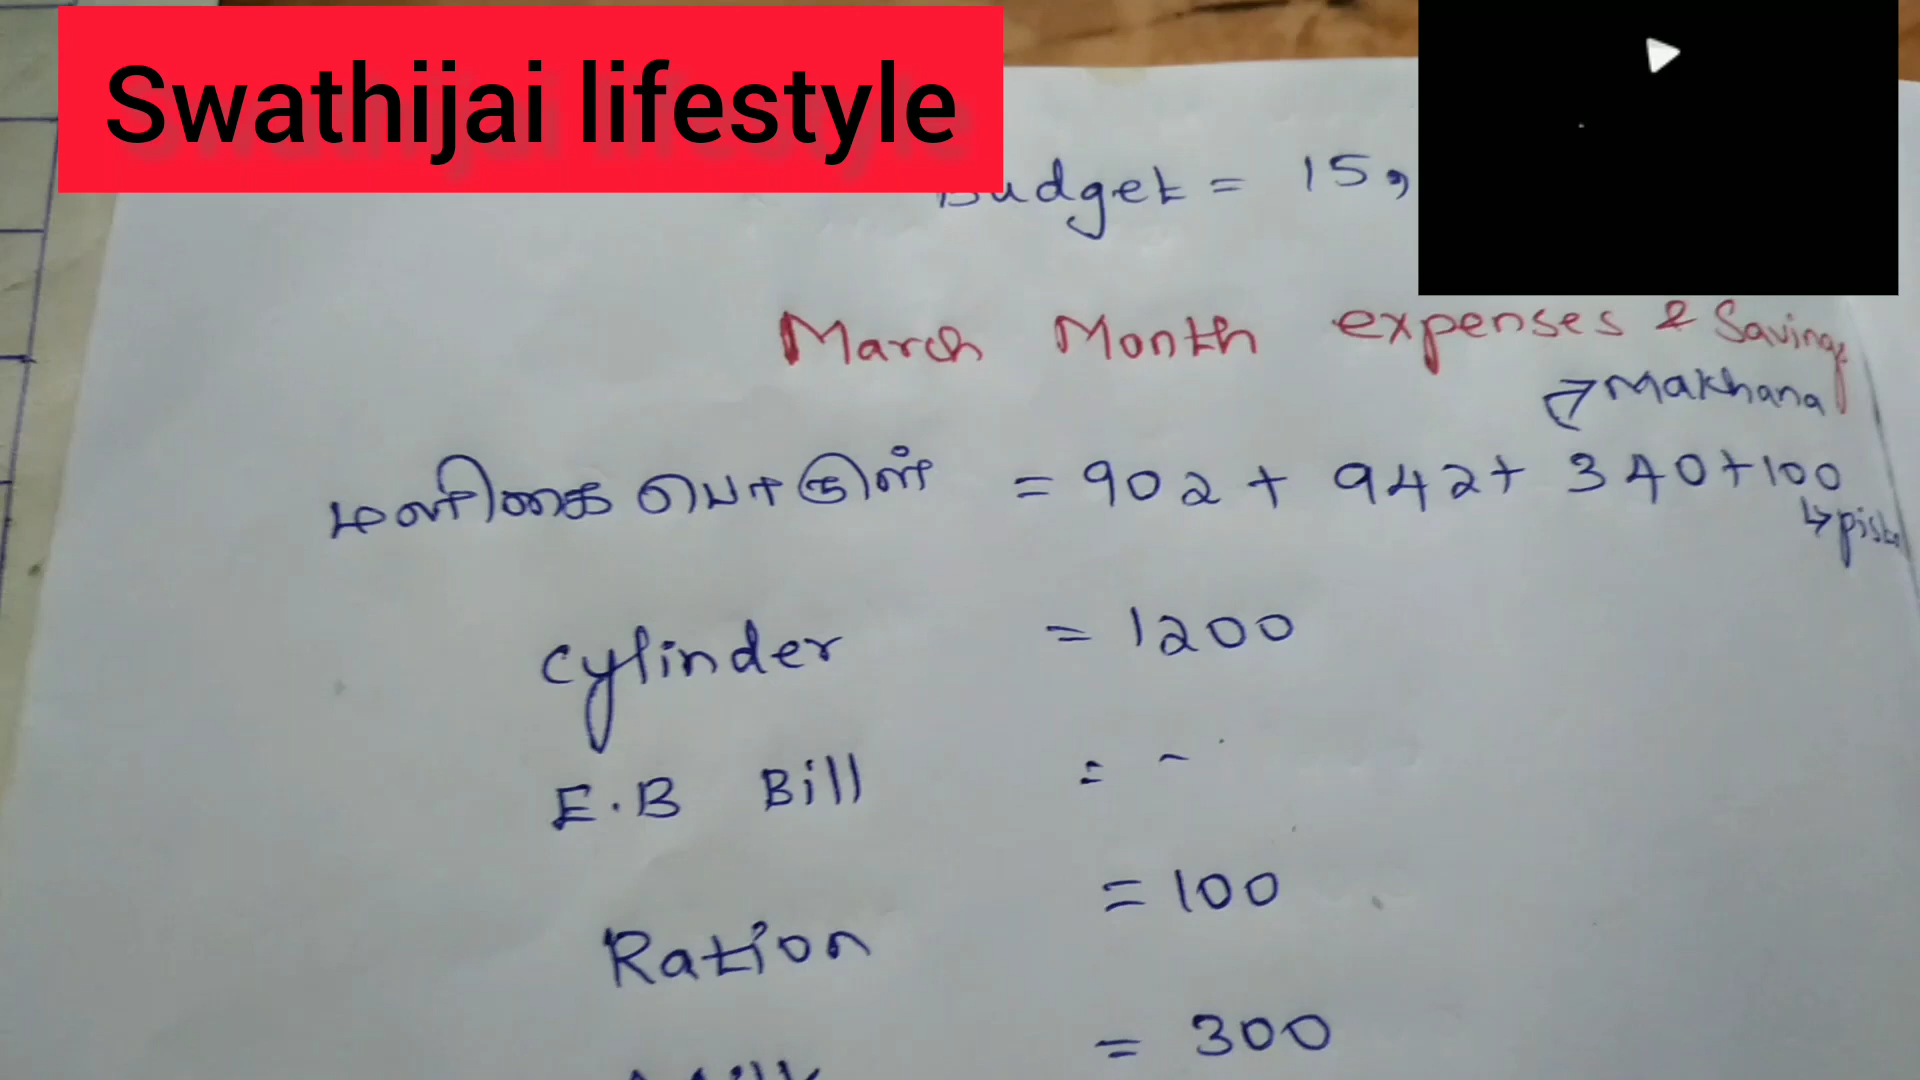 Swathijai lifestyle
Budget = 15,
March Month expenses & Savings
Makhana
மளிகை பொருள் = 902 + 942 + 340 + 100
Cylinder = 1200
E.B Bill = -
Ration = 100
= 300